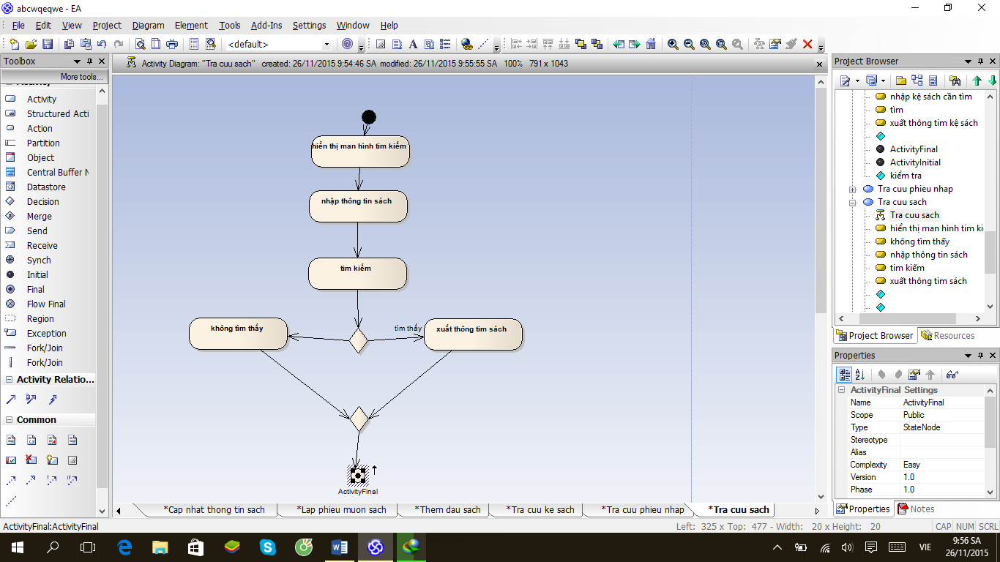 abcwqeqwe - EA
File Edit View Project Diagram Element Tools Add-Ins Settings Window Help
<default>
Toolbox
More tools...
Activity
Structured Acti
Action
Partition
Object
Central Buffer N
Datastore
Decision
Merge
Send
Receive
Synch
Initial
Final
Flow Final
Region
Exception
Fork/Join
Fork/Join
Activity Relatio...
Common
Activity Diagram: "Tra cuu sach" created: 26/11/2015 9:54:46 SA modified: 26/11/2015 9:55:55 SA 100% 791 x 1043
hiển thị man hình tim kiếm
nhập thông tin sách
tim kiếm
không tìm thấy
tìm thấy
xuất thông tim sách
ActivityFinal
*Cap nhat thong tin sach
*Lap phieu muon sach
*Them dau sach
*Tra cuu ke sach
*Tra cuu phieu nhap
*Tra cuu sach
Project Browser
nhập kệ sách cần tìm
tìm
xuất thông tim kệ sách
ActivityFinal
ActivityInitial
kiểm tra
Tra cuu phieu nhap
Tra cuu sach
Tra cuu sach
hiển thị man hình tim ki
không tìm thấy
nhập thông tin sách
tim kiếm
xuất thông tim sách
Project Browser
Resources
Properties
ActivityFinal Settings
Name ActivityFinal
Scope Public
Type StateNode
Stereotype
Alias
Complexity Easy
Version 1.0
Phase 1.0
Properties
Notes
ActivityFinal:ActivityFinal
Left: 325 x Top: 477 - Width: 20 x Height: 20
CAP NUM SCRL
VIE
9:56 SA
26/11/2015